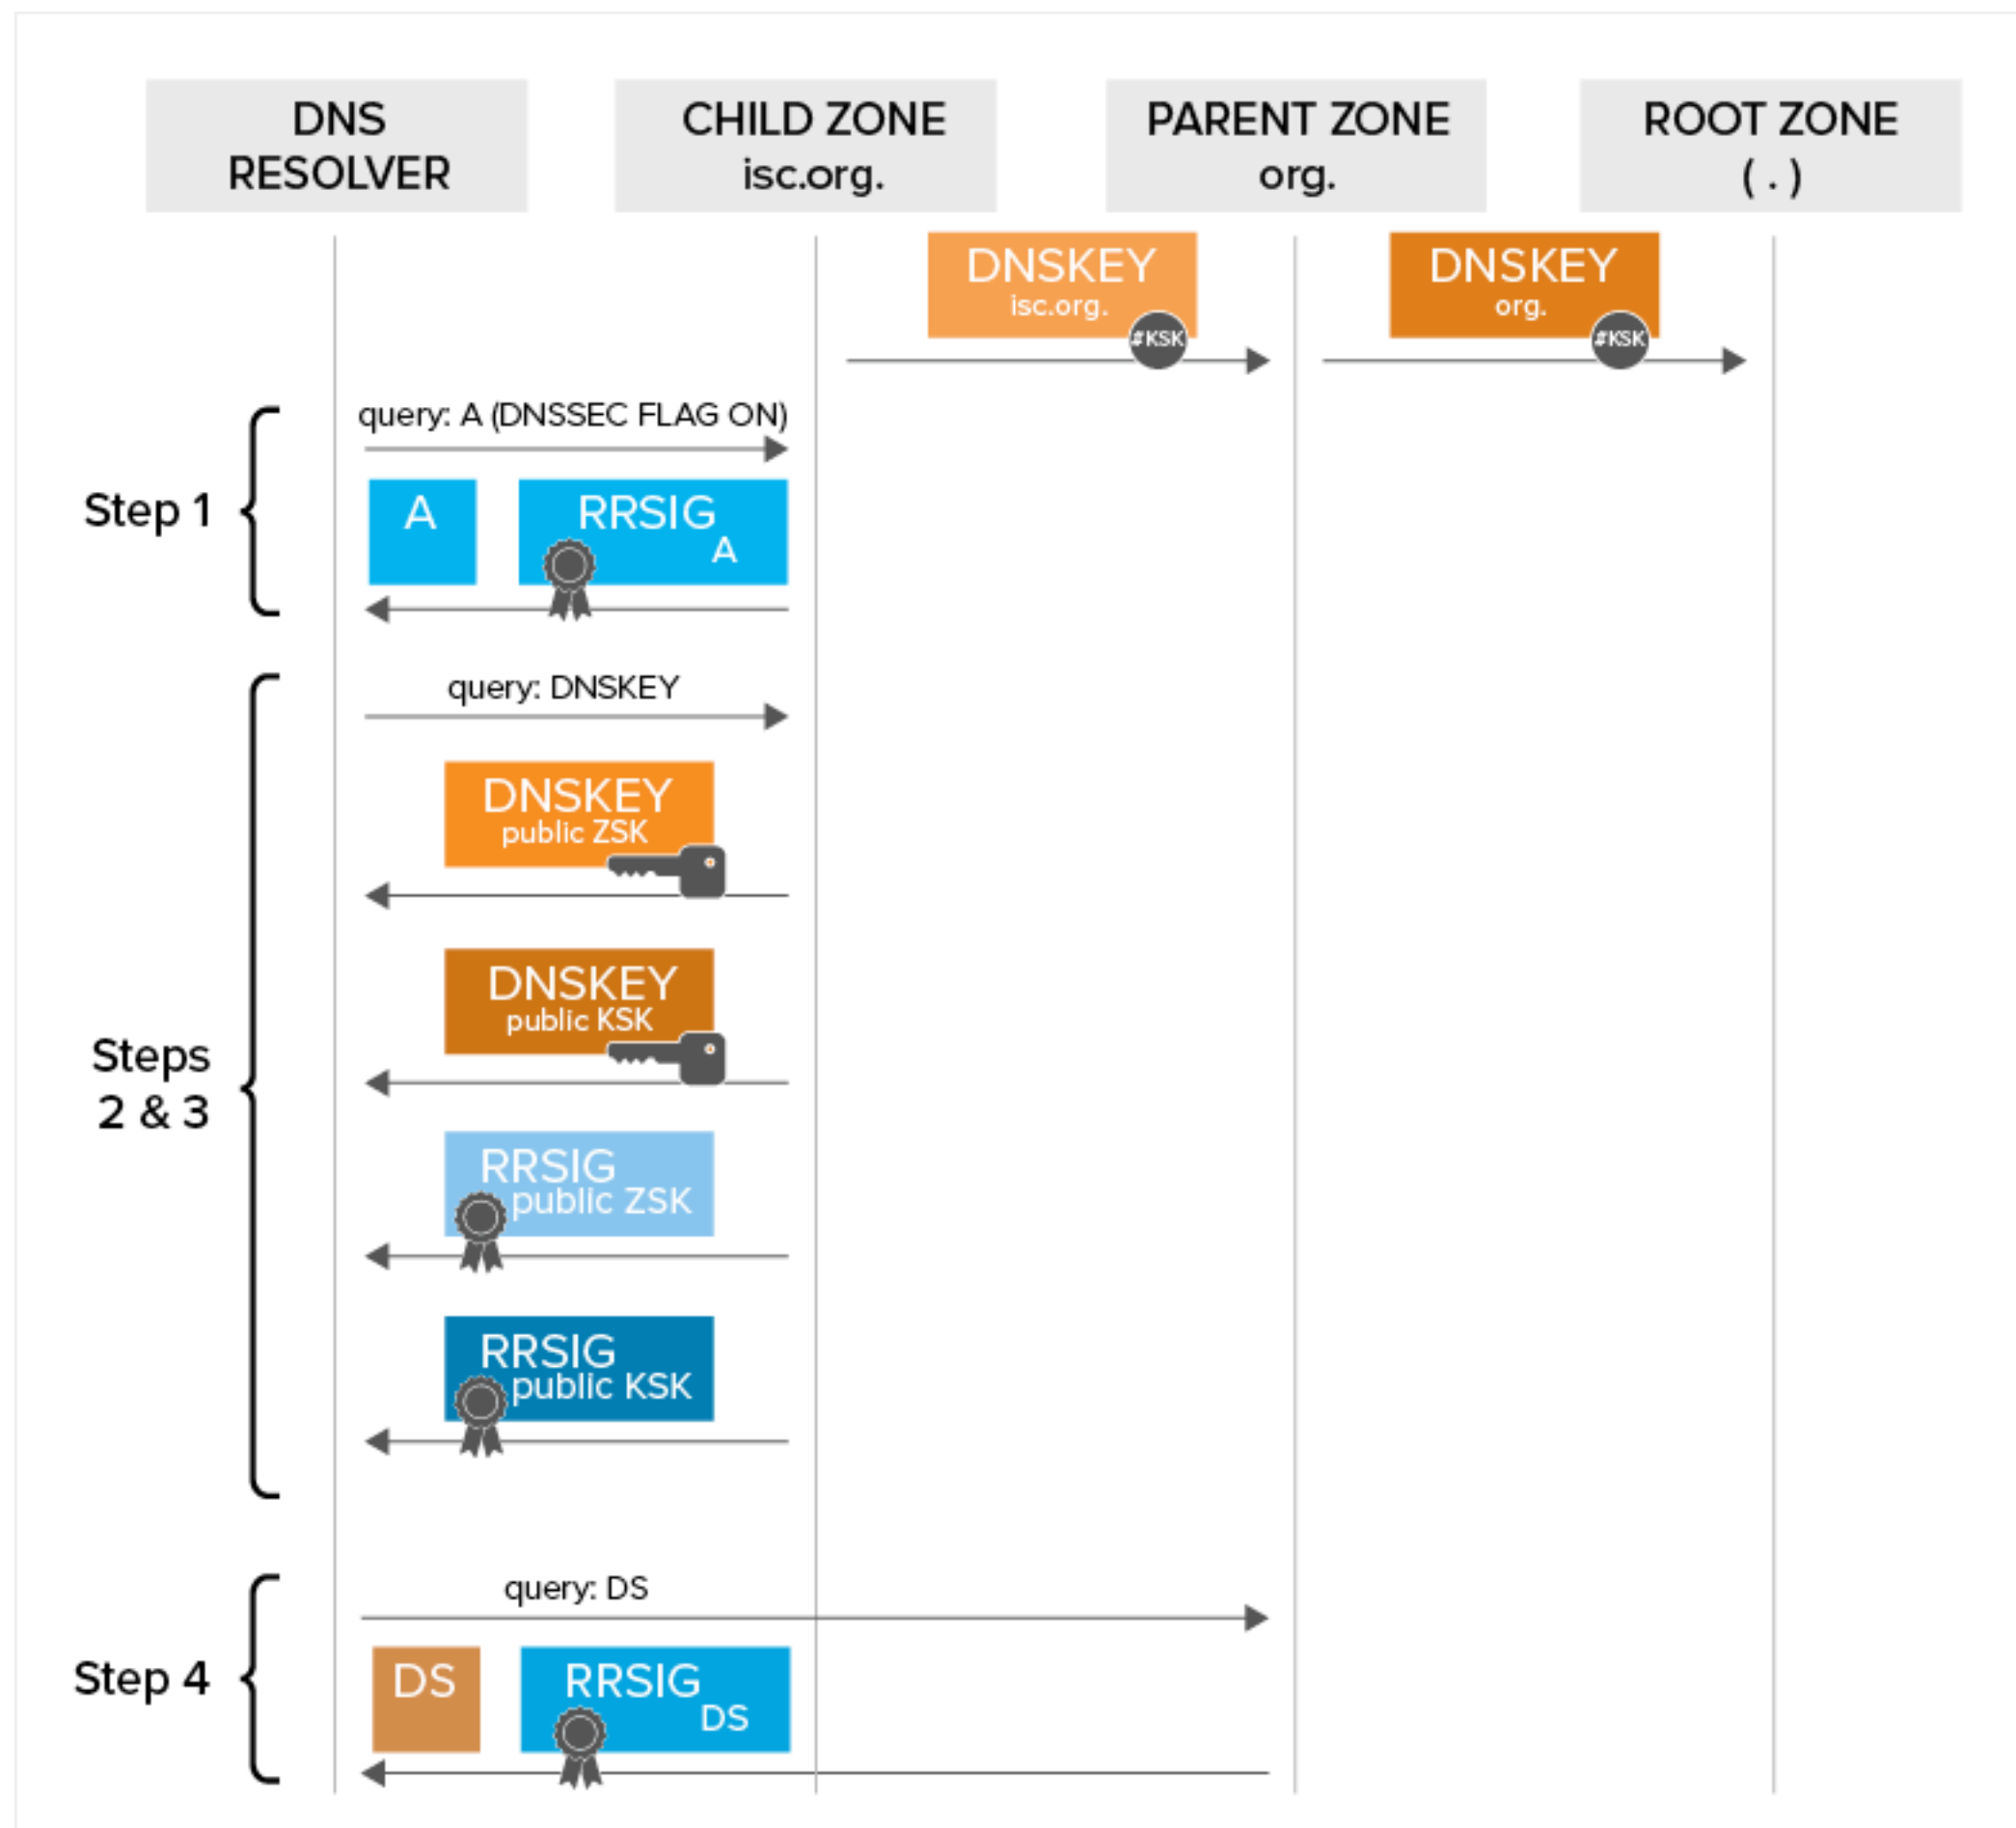 DNS
RESOLVER
CHILD ZONE
isc.org.
PARENT ZONE
org.
ROOT ZONE
( . )
DNSKEY
isc.org.
#KSK
DNSKEY
org.
#KSK
Step 1
query: A (DNSSEC FLAG ON)
A
RRSIG
A
Steps
2 & 3
query: DNSKEY
DNSKEY
public ZSK
DNSKEY
public KSK
RRSIG
public ZSK
RRSIG
public KSK
Step 4
query: DS
DS
RRSIG
DS